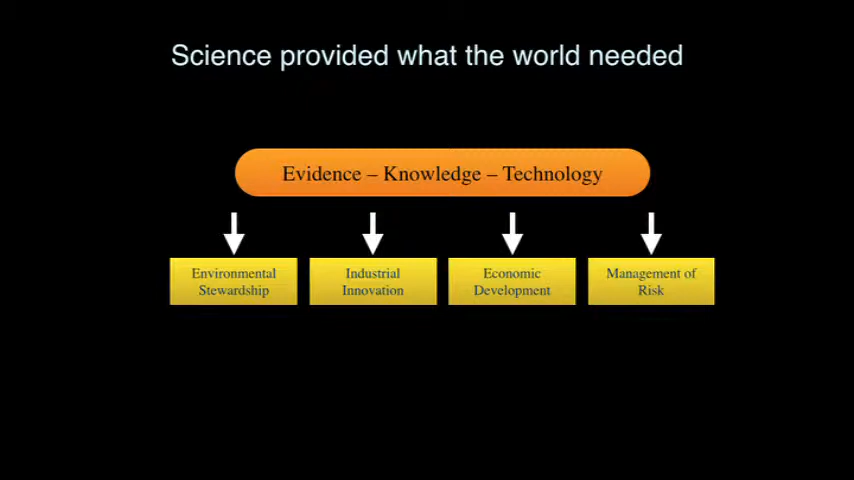 Science provided what the world needed
Evidence – Knowledge – Technology
Environmental
Stewardship
Industrial
Innovation
Economic
Development
Management of
Risk